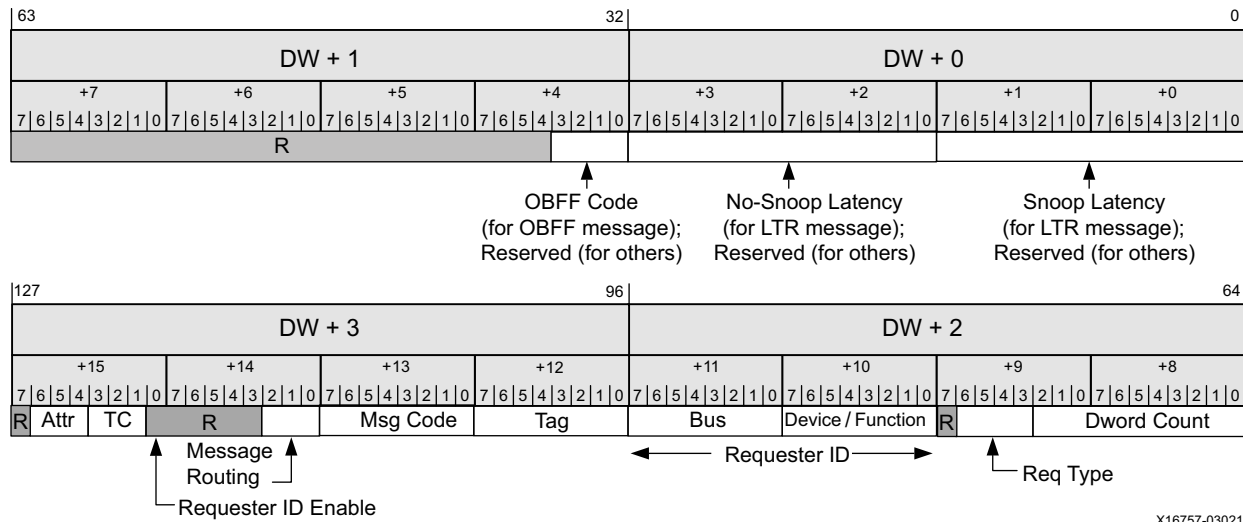 63 32 0
DW + 1 DW + 0
+7 +6 +5 +4 +3 +2 +1 +0
7 6 5 4 3 2 1 0 7 6 5 4 3 2 1 0 7 6 5 4 3 2 1 0 7 6 5 4 3 2 1 0 7 6 5 4 3 2 1 0 7 6 5 4 3 2 1 0 7 6 5 4 3 2 1 0 7 6 5 4 3 2 1 0
R
OBFF Code No-Snoop Latency Snoop Latency
(for OBFF message); (for LTR message); (for LTR message);
Reserved (for others) Reserved (for others) Reserved (for others)
127 96 64
DW + 3 DW + 2
+15 +14 +13 +12 +11 +10 +9 +8
7 6 5 4 3 2 1 0 7 6 5 4 3 2 1 0 7 6 5 4 3 2 1 0 7 6 5 4 3 2 1 0 7 6 5 4 3 2 1 0 7 6 5 4 3 2 1 0 7 6 5 4 3 2 1 0 7 6 5 4 3 2 1 0
R Attr TC R Msg Code Tag Bus Device / Function R Dword Count
Message Requester ID
Routing Req Type
Requester ID Enable
X16757-03021